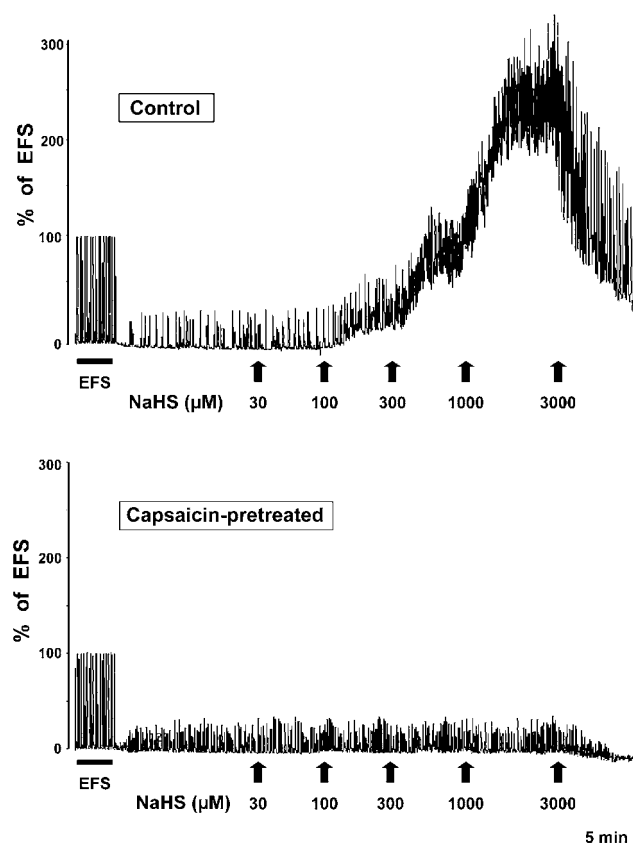 300
Control
200
% of EFS
100
0
EFS
NaHS (µM) 30 100 300 1000 3000
300
Capsaicin-pretreated
200
% of EFS
100
0
EFS
NaHS (µM) 30 100 300 1000 3000
5 min